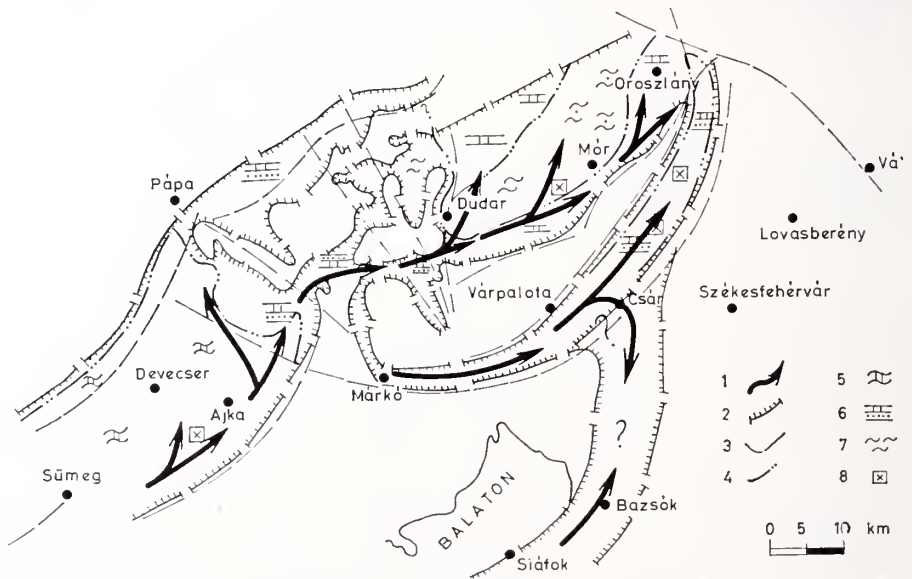 Oroszlány
Mór
Pápa
Vá'
Dudar
Lovasberény
Várpalota
Csór
Székesfehérvár
Devecser
Márkó
Ajka
Sümeg
?
BALATON
Bazsók
Siáfok
1 5
2 6
3 7
4 8
0 5 10 km